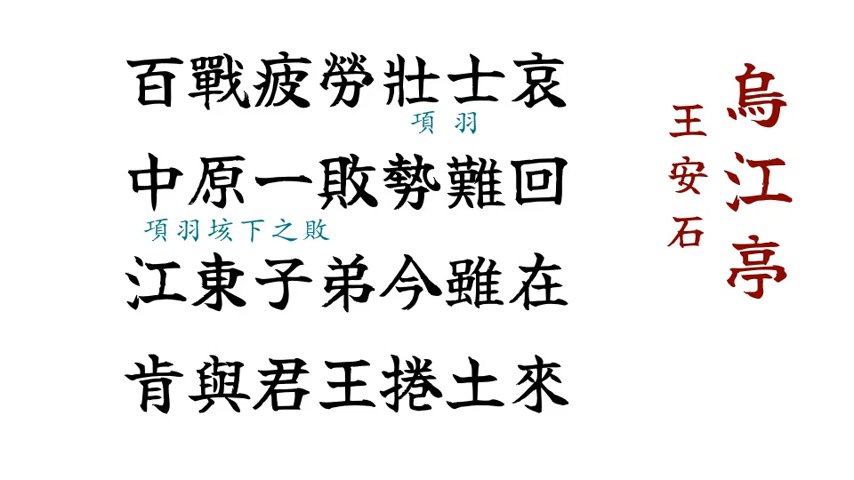 烏江亭
王安石
百戰疲勞壯士哀
項羽
中原一敗勢難回
項羽垓下之敗
江東子弟今雖在
肯與君王捲土來